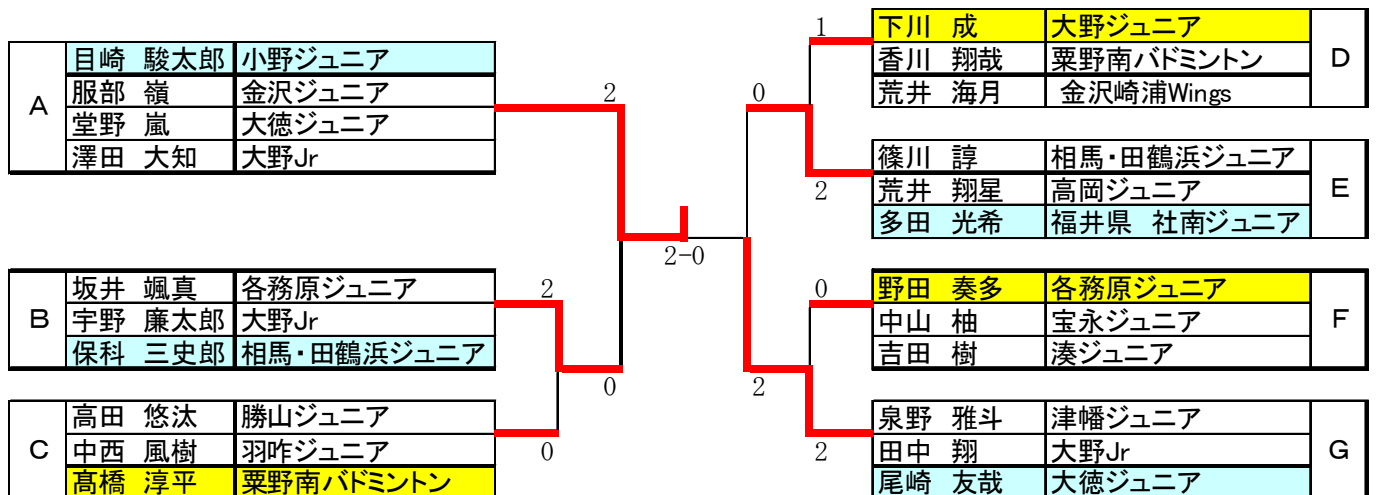 A
目崎 駿太郎 小野ジュニア
服部 嶺 金沢ジュニア
堂野 嵐 大徳ジュニア
澤田 大知 大野Jr
2
B
坂井 颯真 各務原ジュニア
宇野 廉太郎 大野Jr
保科 三史郎 相馬・田鶴浜ジュニア
2
0
C
高田 悠汰 勝山ジュニア
中西 風樹 羽咋ジュニア
髙橋 淳平 粟野南バドミントン
0
2-0
1
下川 成 大野ジュニア
香川 翔哉 粟野南バドミントン
荒井 海月 金沢崎浦Wings
D
0
篠川 諄 相馬・田鶴浜ジュニア
荒井 翔星 高岡ジュニア
多田 光希 福井県 社南ジュニア
E
2
0
野田 奏多 各務原ジュニア
中山 柚 宝永ジュニア
吉田 樹 湊ジュニア
F
2
泉野 雅斗 津幡ジュニア
田中 翔 大野Jr
尾崎 友哉 大徳ジュニア
G
2